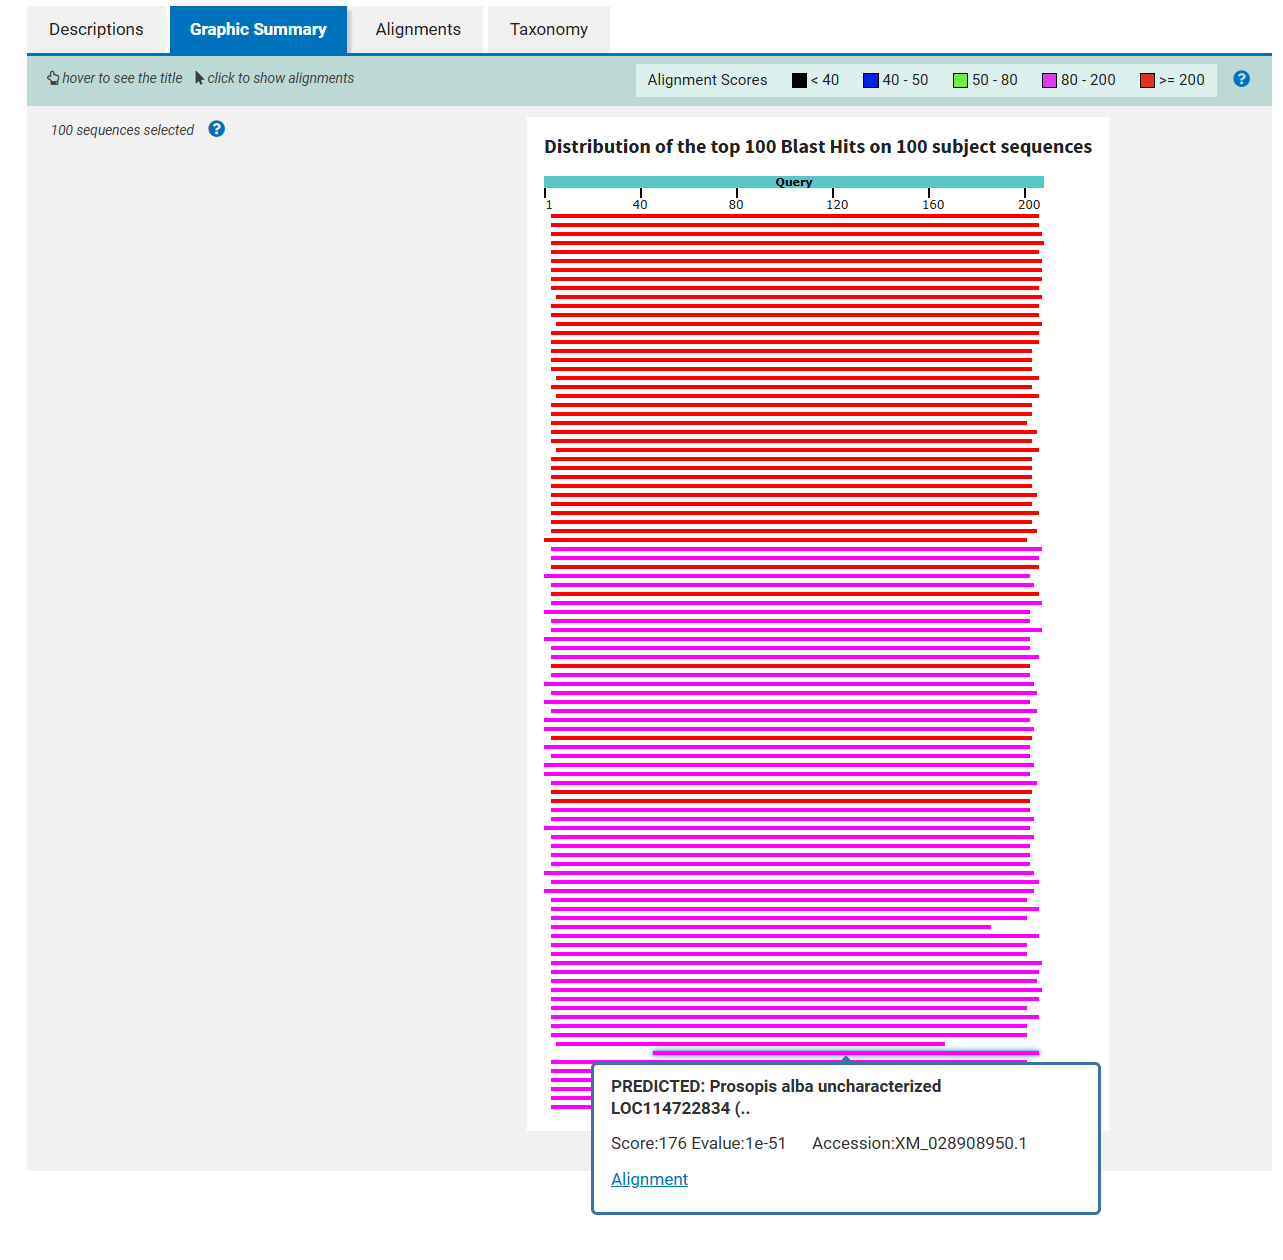 Descriptions
Graphic Summary
Alignments
Taxonomy
hover to see the title click to show alignments
Alignment Scores < 40 40 - 50 50 - 80 80 - 200 >= 200 ?
100 sequences selected ?
Distribution of the top 100 Blast Hits on 100 subject sequences
Query
1 40 80 120 160 200
PREDICTED: Prosopis alba uncharacterized
LOC114722834 (..
Score:176 Evalue:1e-51 Accession:XM_028908950.1
Alignment